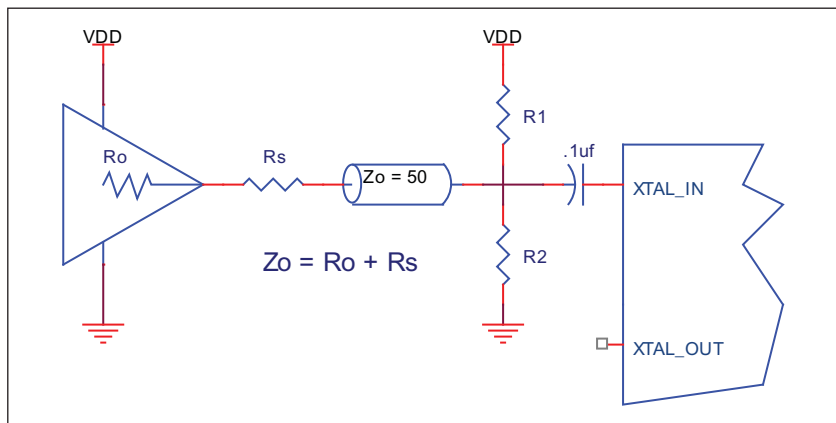 VDD
VDD
R1
Ro
Rs
.1uf
Zo = 50
XTAL_IN
Zo = Ro + Rs
R2
XTAL_OUT